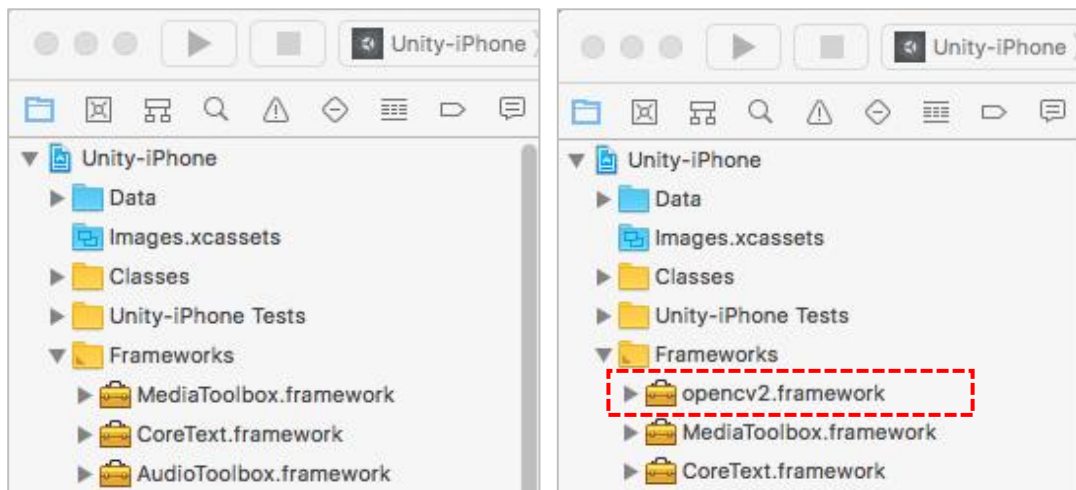 Unity-iPhone
Unity-iPhone
Data
Images.xcassets
Classes
Unity-iPhone Tests
Frameworks
MediaToolbox.framework
CoreText.framework
AudioToolbox.framework
Unity-iPhone
Unity-iPhone
Data
Images.xcassets
Classes
Unity-iPhone Tests
Frameworks
opencv2.framework
MediaToolbox.framework
CoreText.framework